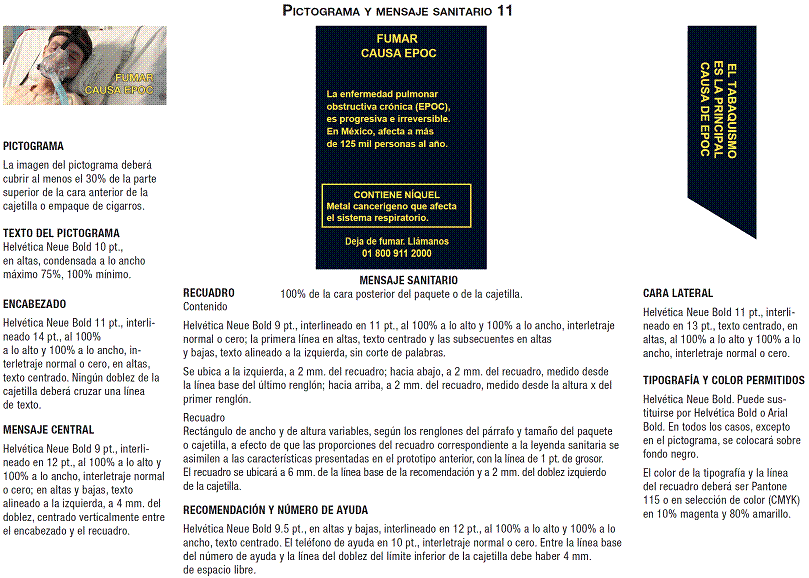 PICTOGRAMA Y MENSAJE SANITARIO 11
FUMAR
CAUSA EPOC
PICTOGRAMA
La imagen del pictograma deberá
cubrir al menos el 30% de la parte
superior de la cara anterior de la
cajetilla o empaque de cigarros.
TEXTO DEL PICTOGRAMA
Helvética Neue Bold 10 pt.,
en altas, condensada a lo ancho
máximo 75%, 100% mínimo.
ENCABEZADO
Helvética Neue Bold 11 pt., interli-
neado 14 pt., al 100%
a lo alto y 100% a lo ancho, in-
terletraje normal o cero, en altas,
texto centrado. Ningún doblez de la
cajetilla deberá cruzar una línea
de texto.
MENSAJE CENTRAL
Helvética Neue Bold 9 pt., interli-
neado en 12 pt., al 100% a lo alto y
100% a lo ancho, interletraje normal
o cero; en altas y bajas, texto
alineado a la izquierda, a 4 mm. del
doblez, centrado verticalmente entre
el encabezado y el recuadro.
FUMAR
CAUSA EPOC
La enfermedad pulmonar
obstructiva crónica (EPOC),
es progresiva e irreversible.
En México, afecta a más
de 125 mil personas al año.
CONTIENE NÍQUEL
Metal cancerígeno que afecta
el sistema respiratorio.
Deja de fumar. Llámanos
01 800 911 2000
MENSAJE SANITARIO
100% de la cara posterior del paquete o de la cajetilla.
RECUADRO
Contenido
Helvética Neue Bold 9 pt., interlineado en 11 pt., al 100% a lo alto y 100% a lo ancho, interletraje
normal o cero; la primera línea en altas, texto centrado y las subsecuentes en altas
y bajas, texto alineado a la izquierda, sin corte de palabras.
Se ubica a la izquierda, a 2 mm. del recuadro; hacia abajo, a 2 mm. del recuadro, medido desde
la línea base del último renglón; hacia arriba, a 2 mm. del recuadro, medido desde la altura x del
primer renglón.
Recuadro
Rectángulo de ancho y de altura variables, según los renglones del párrafo y tamaño del paquete
o cajetilla, a efecto de que las proporciones del recuadro correspondiente a la leyenda sanitaria se
asimilen a las características presentadas en el prototipo anterior, con la línea de 1 pt. de grosor.
El recuadro se ubicará a 6 mm. de la línea base de la recomendación y a 2 mm. del doblez izquierdo
de la cajetilla.
RECOMENDACIÓN Y NÚMERO DE AYUDA
Helvética Neue Bold 9.5 pt., en altas y bajas, interlineado en 12 pt., al 100% a lo alto y 100% a lo
ancho, texto centrado. El teléfono de ayuda en 10 pt., interletraje normal o cero. Entre la línea base
del número de ayuda y la línea del doblez del límite inferior de la cajetilla debe haber 4 mm.
de espacio libre.
EL TABAQUISMO
ES LA PRINCIPAL
CAUSA DE EPOC
CARA LATERAL
Helvética Neue Bold 11 pt., interli-
neado en 13 pt., texto centrado, en
altas, al 100% a lo alto y 100% a lo
ancho, interletraje normal o cero.
TIPOGRAFÍA Y COLOR PERMITIDOS
Helvética Neue Bold. Puede sus-
tituirse por Helvética Bold o Arial
Bold. En todos los casos, excepto
en el pictograma, se colocará sobre
fondo negro.
El color de la tipografía y la línea
del recuadro deberá ser Pantone
115 o en selección de color (CMYK)
en 10% magenta y 80% amarillo.